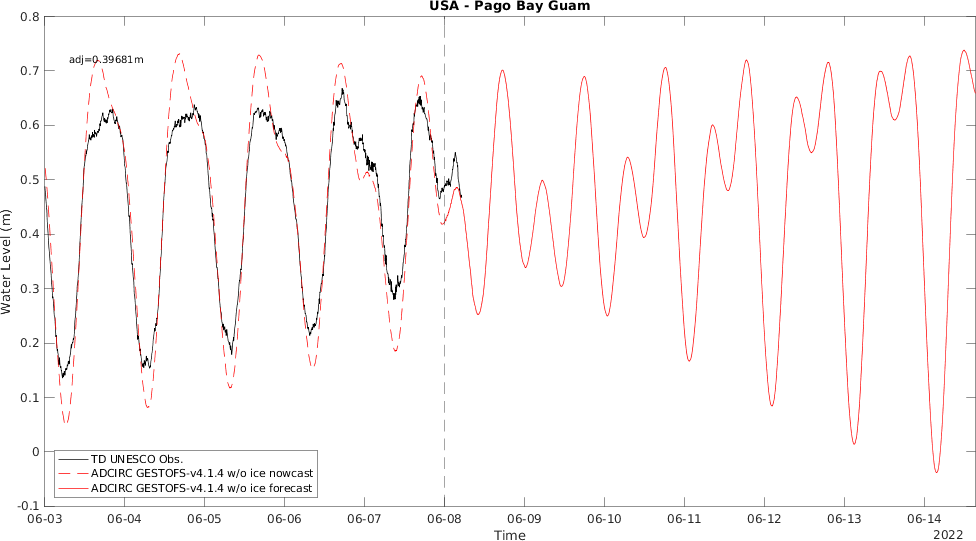 USA - Pago Bay Guam
adj=0.39681m
0.8
0.7
0.6
0.5
0.4
0.3
0.2
0.1
0
-0.1
Water Level (m)
TD UNESCO Obs.
ADCIRC GESTOFS-v4.1.4 w/o ice nowcast
ADCIRC GESTOFS-v4.1.4 w/o ice forecast
06-03 06-04 06-05 06-06 06-07 06-08 06-09 06-10 06-11 06-12 06-13 06-14
Time
2022